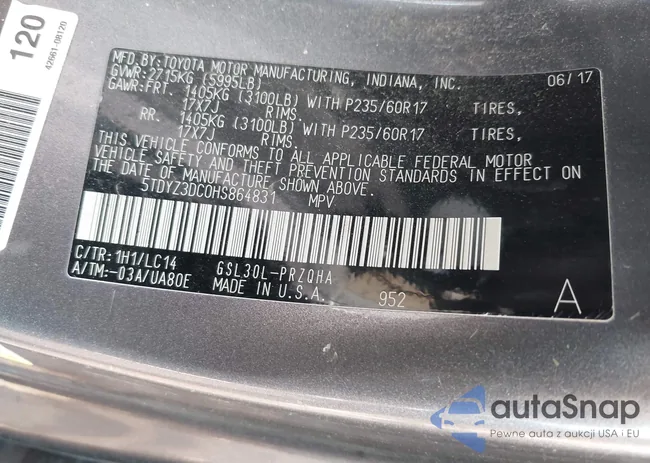 120
42661-08120
MFD. BY: TOYOTA MOTOR MANUFACTURING, INDIANA, INC. 06/17
GVWR: 2715KG (5995LB)
GAWR: FRT. 1405KG (3100LB) WITH P235/60R17 TIRES,
17X7J RIMS.
RR. 1405KG (3100LB) WITH P235/60R17 TIRES,
17X7J RIMS.
THIS VEHICLE CONFORMS TO ALL APPLICABLE FEDERAL MOTOR
VEHICLE SAFETY AND THEFT PREVENTION STANDARDS IN EFFECT ON
THE DATE OF MANUFACTURE SHOWN ABOVE.
5TDYZ3DC0HS864831 MPV
C/TR: 1H1/LC14 GSL30L-PRZQHA
A/TM:-03A/UA80E MADE IN U.S.A. 952 A
autaSnap
Pewne auta z aukcji USA i EU